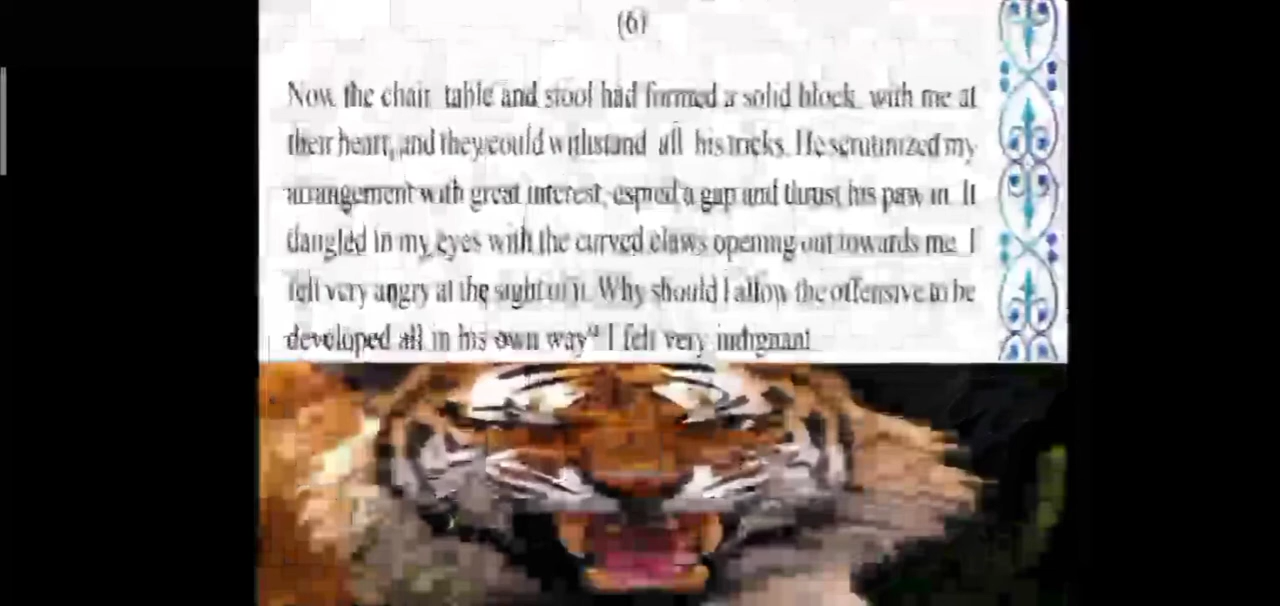 (6)
Now the chair, table and stool had formed a solid block, with me at
their heart, and they could withstand all his tricks. He scrutinized my
arrangement with great interest, espied a gap and thrust his paw in. It
dangled in my eyes with the curved claws opening out towards me. I
felt very angry at the sight of it. Why should I allow the offensive to be
developed all in his own way? I felt very indignant